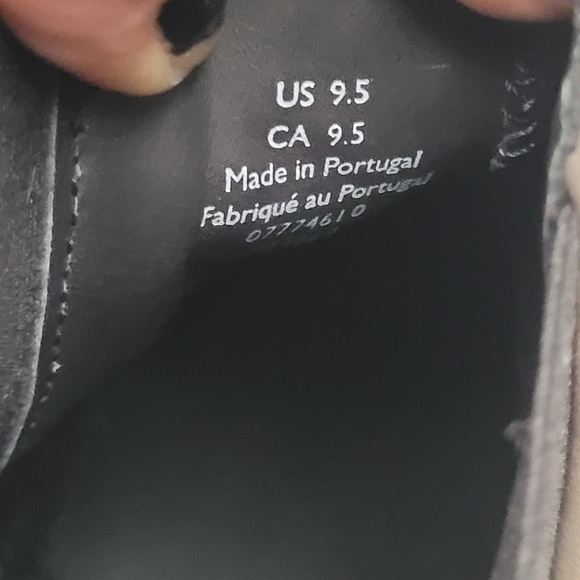 US 9.5
CA 9.5
Made in Portugal
Fabriqué au Portugal
07774610